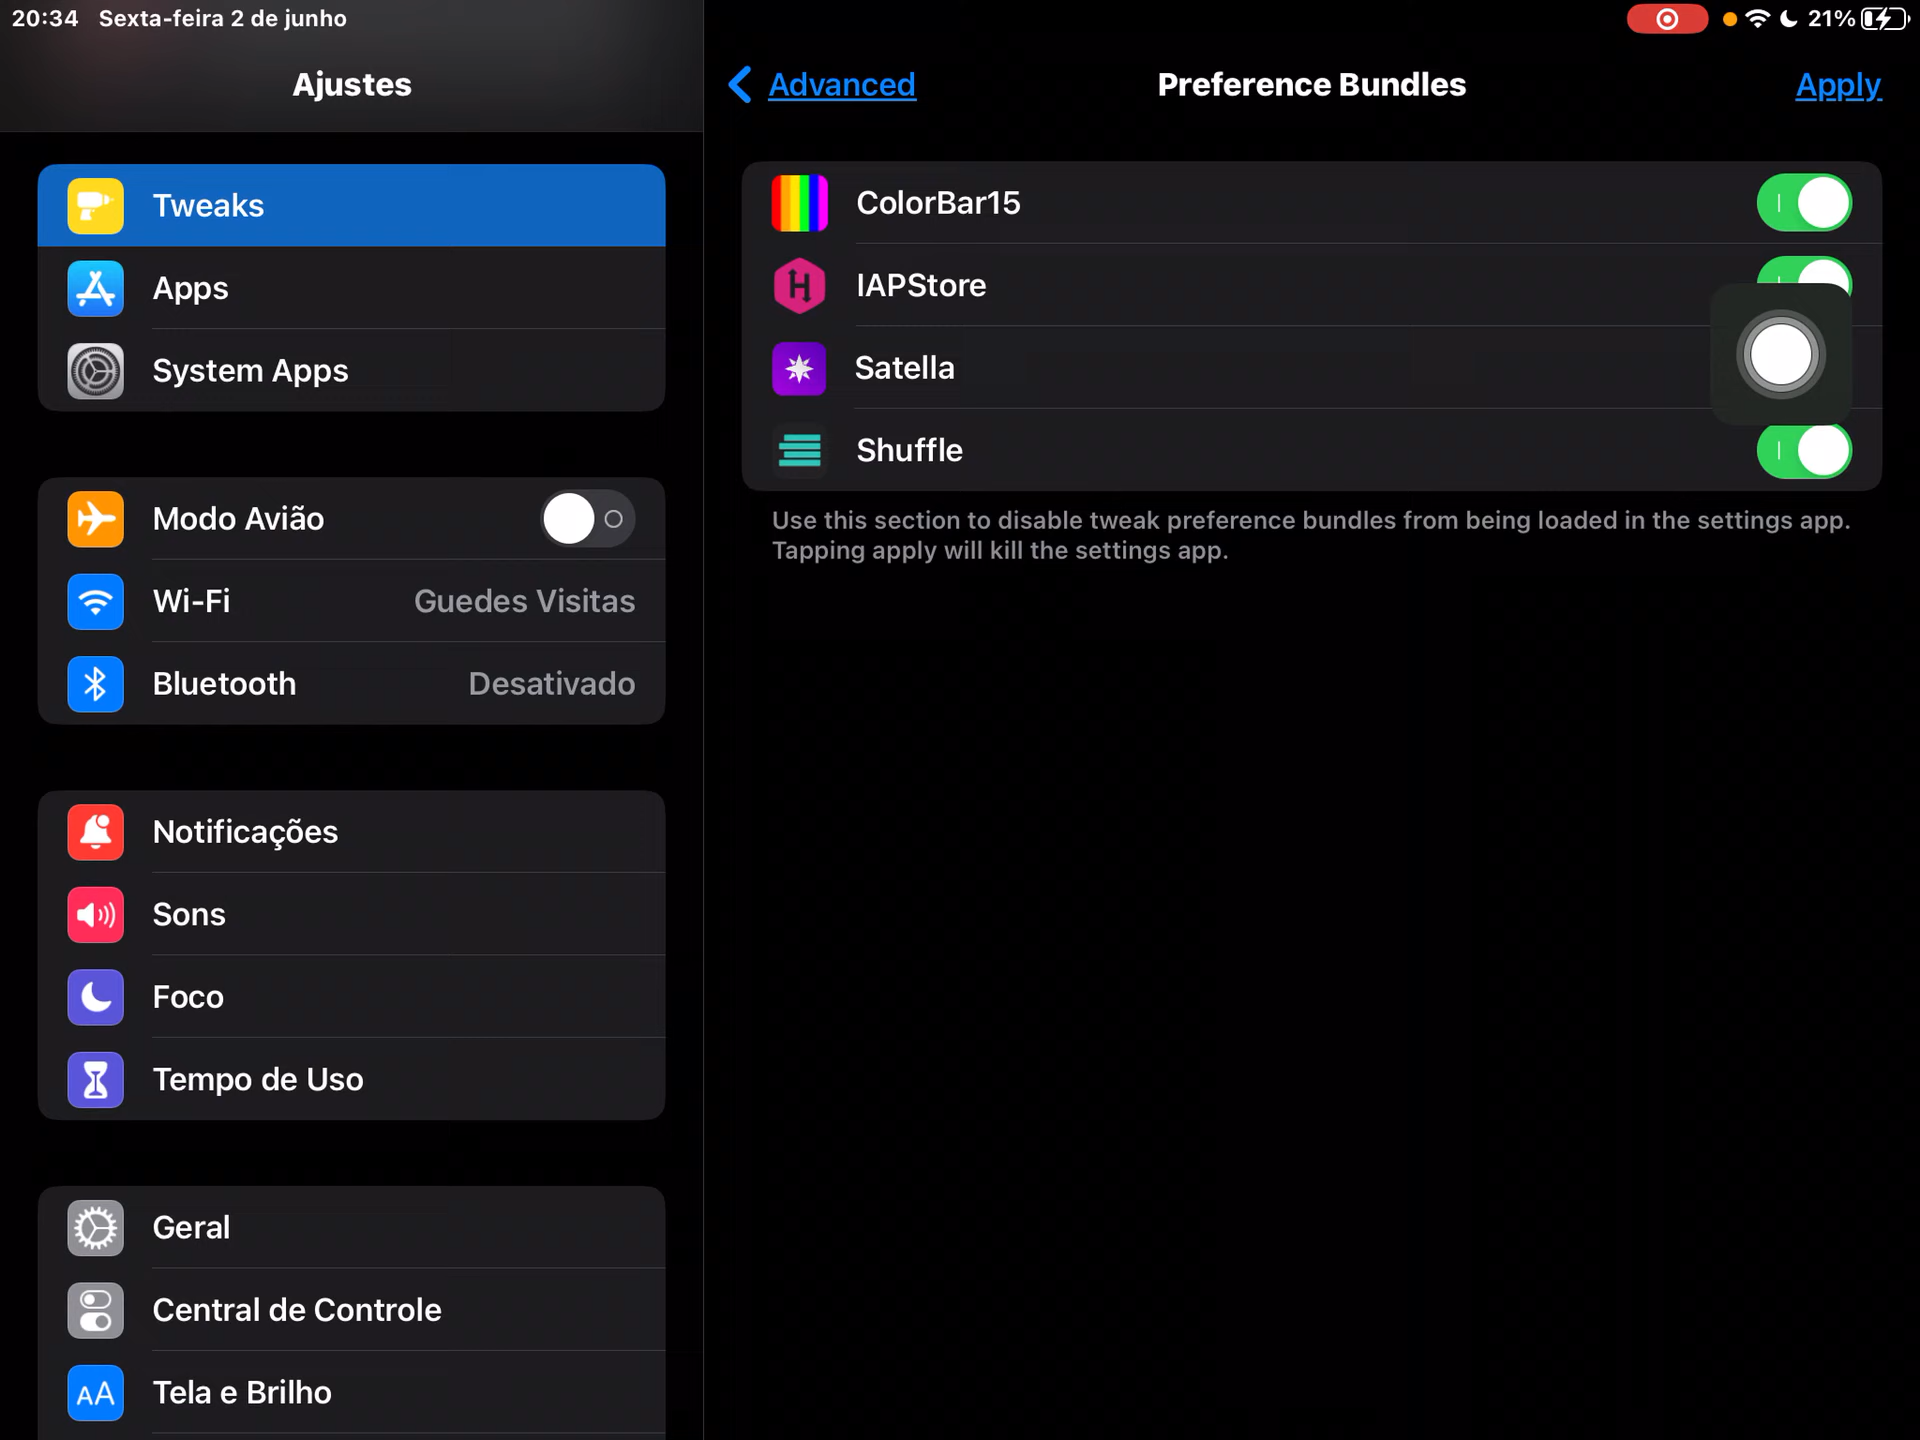 20:34 Sexta-feira 2 de junho
21%
Ajustes
Tweaks
Apps
System Apps
Modo Avião
Wi-Fi Guedes Visitas
Bluetooth Desativado
Notificações
Sons
Foco
Tempo de Uso
Geral
Central de Controle
AA Tela e Brilho
Advanced
Preference Bundles
Apply
ColorBar15
IAPStore
Satella
Shuffle
Use this section to disable tweak preference bundles from being loaded in the settings app.
Tapping apply will kill the settings app.